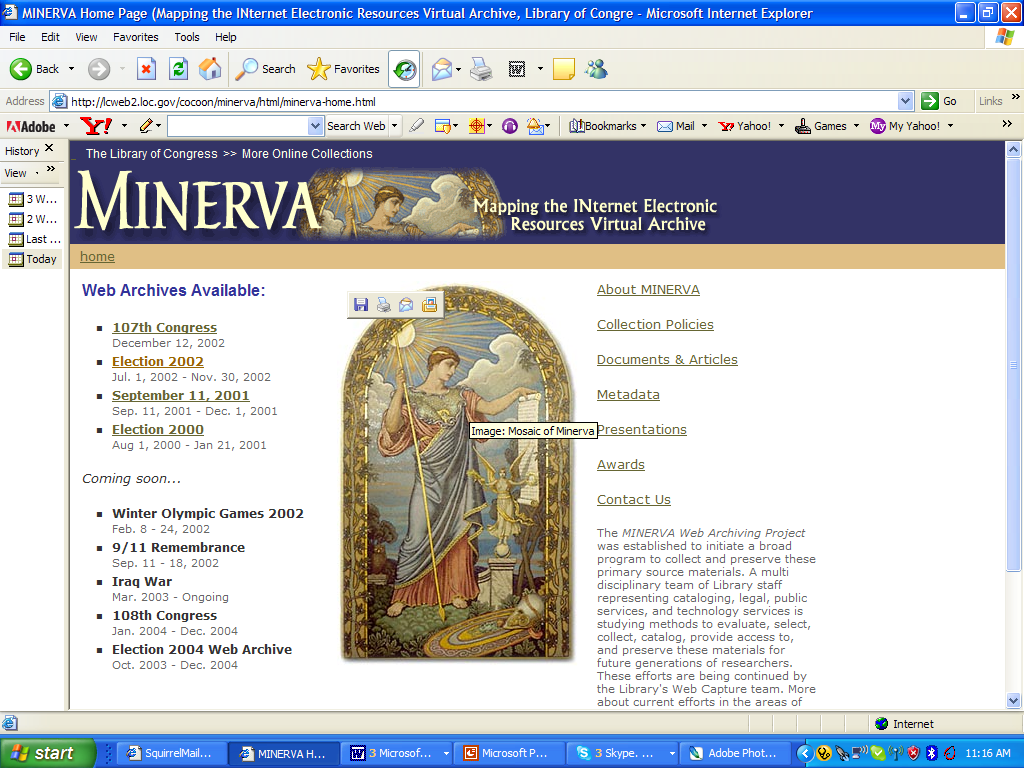 MINERVA Home Page (Mapping the INternet Electronic Resources Virtual Archive, Library of Congre - Microsoft Internet Explorer
File Edit View Favorites Tools Help
Back Search Favorites
Address http://lcweb2.loc.gov/cocoon/minerva/html/minerva-home.html Go Links »
Adobe Y! Search Web Bookmarks Mail Yahoo! Games My Yahoo! »
History
View »
3 W...
2 W...
Last ...
Today
The Library of Congress >> More Online Collections
MINERVA
Mapping the INternet Electronic
Resources Virtual Archive
home
Web Archives Available:
107th Congress
December 12, 2002
Election 2002
Jul. 1, 2002 - Nov. 30, 2002
September 11, 2001
Sep. 11, 2001 - Dec. 1, 2001
Election 2000
Aug 1, 2000 - Jan 21, 2001
Coming soon...
Winter Olympic Games 2002
Feb. 8 - 24, 2002
9/11 Remembrance
Sep. 11 - 18, 2002
Iraq War
Mar. 2003 - Ongoing
108th Congress
Jan. 2004 - Dec. 2004
Election 2004 Web Archive
Oct. 2003 - Dec. 2004
Image: Mosaic of Minerva
About MINERVA
Collection Policies
Documents & Articles
Metadata
Presentations
Awards
Contact Us
The MINERVA Web Archiving Project
was established to initiate a broad
program to collect and preserve these
primary source materials. A multi
disciplinary team of Library staff
representing cataloging, legal, public
services, and technology services is
studying methods to evaluate, select,
collect, catalog, provide access to,
and preserve these materials for
future generations of researchers.
These efforts are being continued by
the Library's Web Capture team. More
about current efforts in the areas of
Internet
start SquirrelMail... MINERVA H... 3 Microsof... Microsoft P... 3 Skype. ... Adobe Phot... 11:16 AM